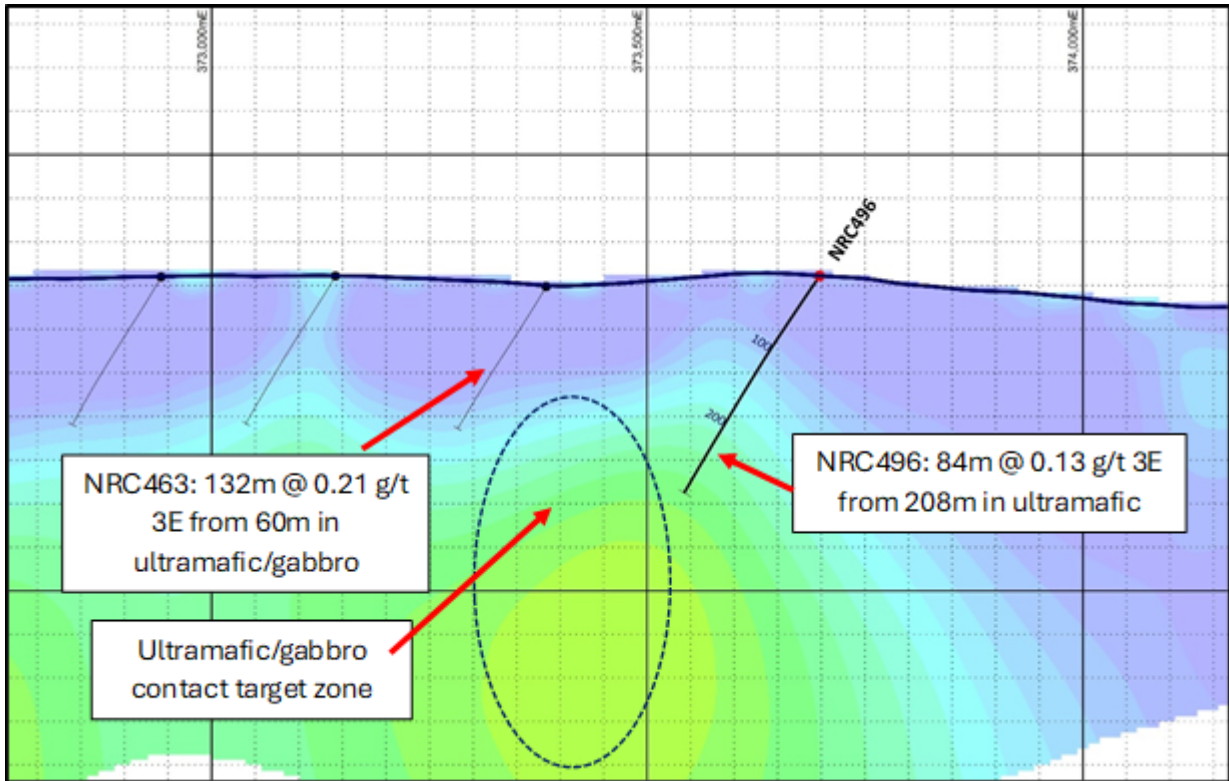 373,000mE
373,500mE
374,000mE
NRC496
100
200
NRC463: 132m @ 0.21 g/t
3E from 60m in
ultramafic/gabbro
NRC496: 84m @ 0.13 g/t 3E
from 208m in ultramafic
Ultramafic/gabbro
contact target zone